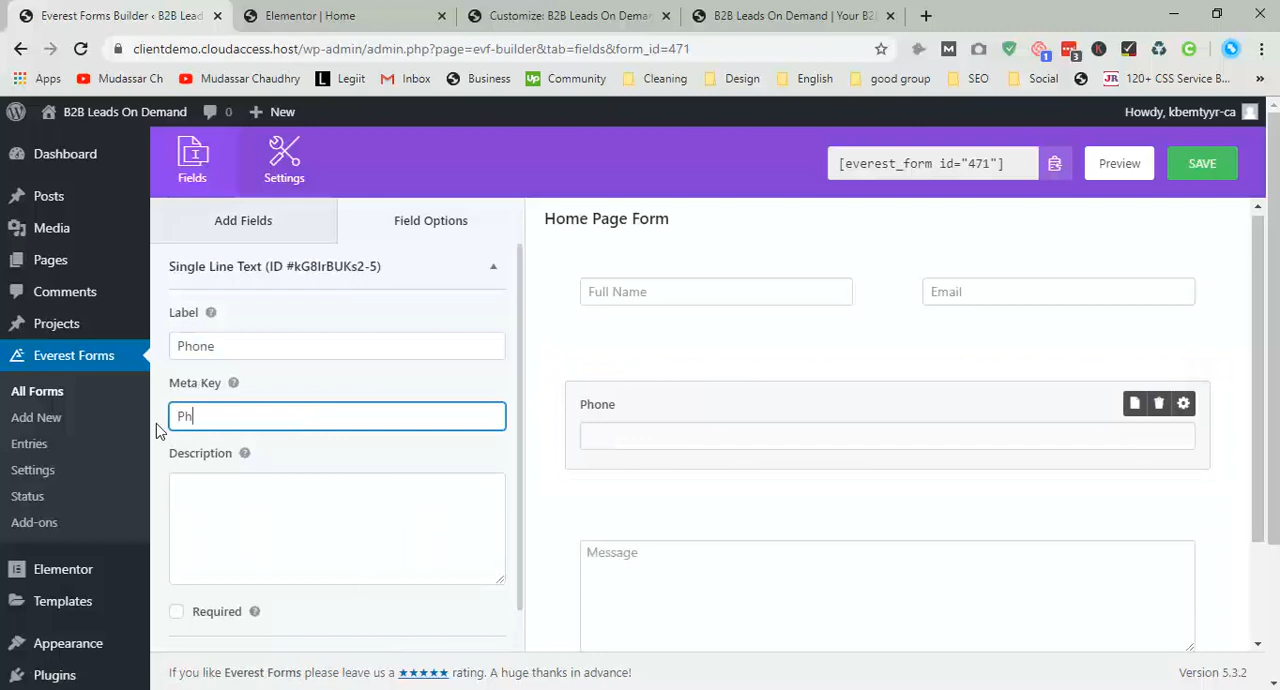 Everest Forms Builder ‹ B2B Lead
Elementor | Home
Customize: B2B Leads On Deman
B2B Leads On Demand | Your B2B
clientdemo.cloudaccess.host/wp-admin/admin.php?page=evf-builder&tab=fields&form_id=471
Apps
Mudassar Ch
Mudassar Chaudhry
Legiit
Inbox
Business
Community
Cleaning
Design
English
good group
SEO
Social
120+ CSS Service B...
B2B Leads On Demand
0
New
Howdy, kbemtyyr-ca
Dashboard
Posts
Media
Pages
Comments
Projects
Everest Forms
All Forms
Add New
Entries
Settings
Status
Add-ons
Elementor
Templates
Appearance
Plugins
Fields
Settings
[everest_form id="471"]
Preview
SAVE
Add Fields
Field Options
Single Line Text (ID #kG8IrBUKs2-5)
Label
Phone
Meta Key
Ph
Description
Required
Home Page Form
Full Name
Email
Phone
Message
If you like Everest Forms please leave us a ★★★★★ rating. A huge thanks in advance!
Version 5.3.2